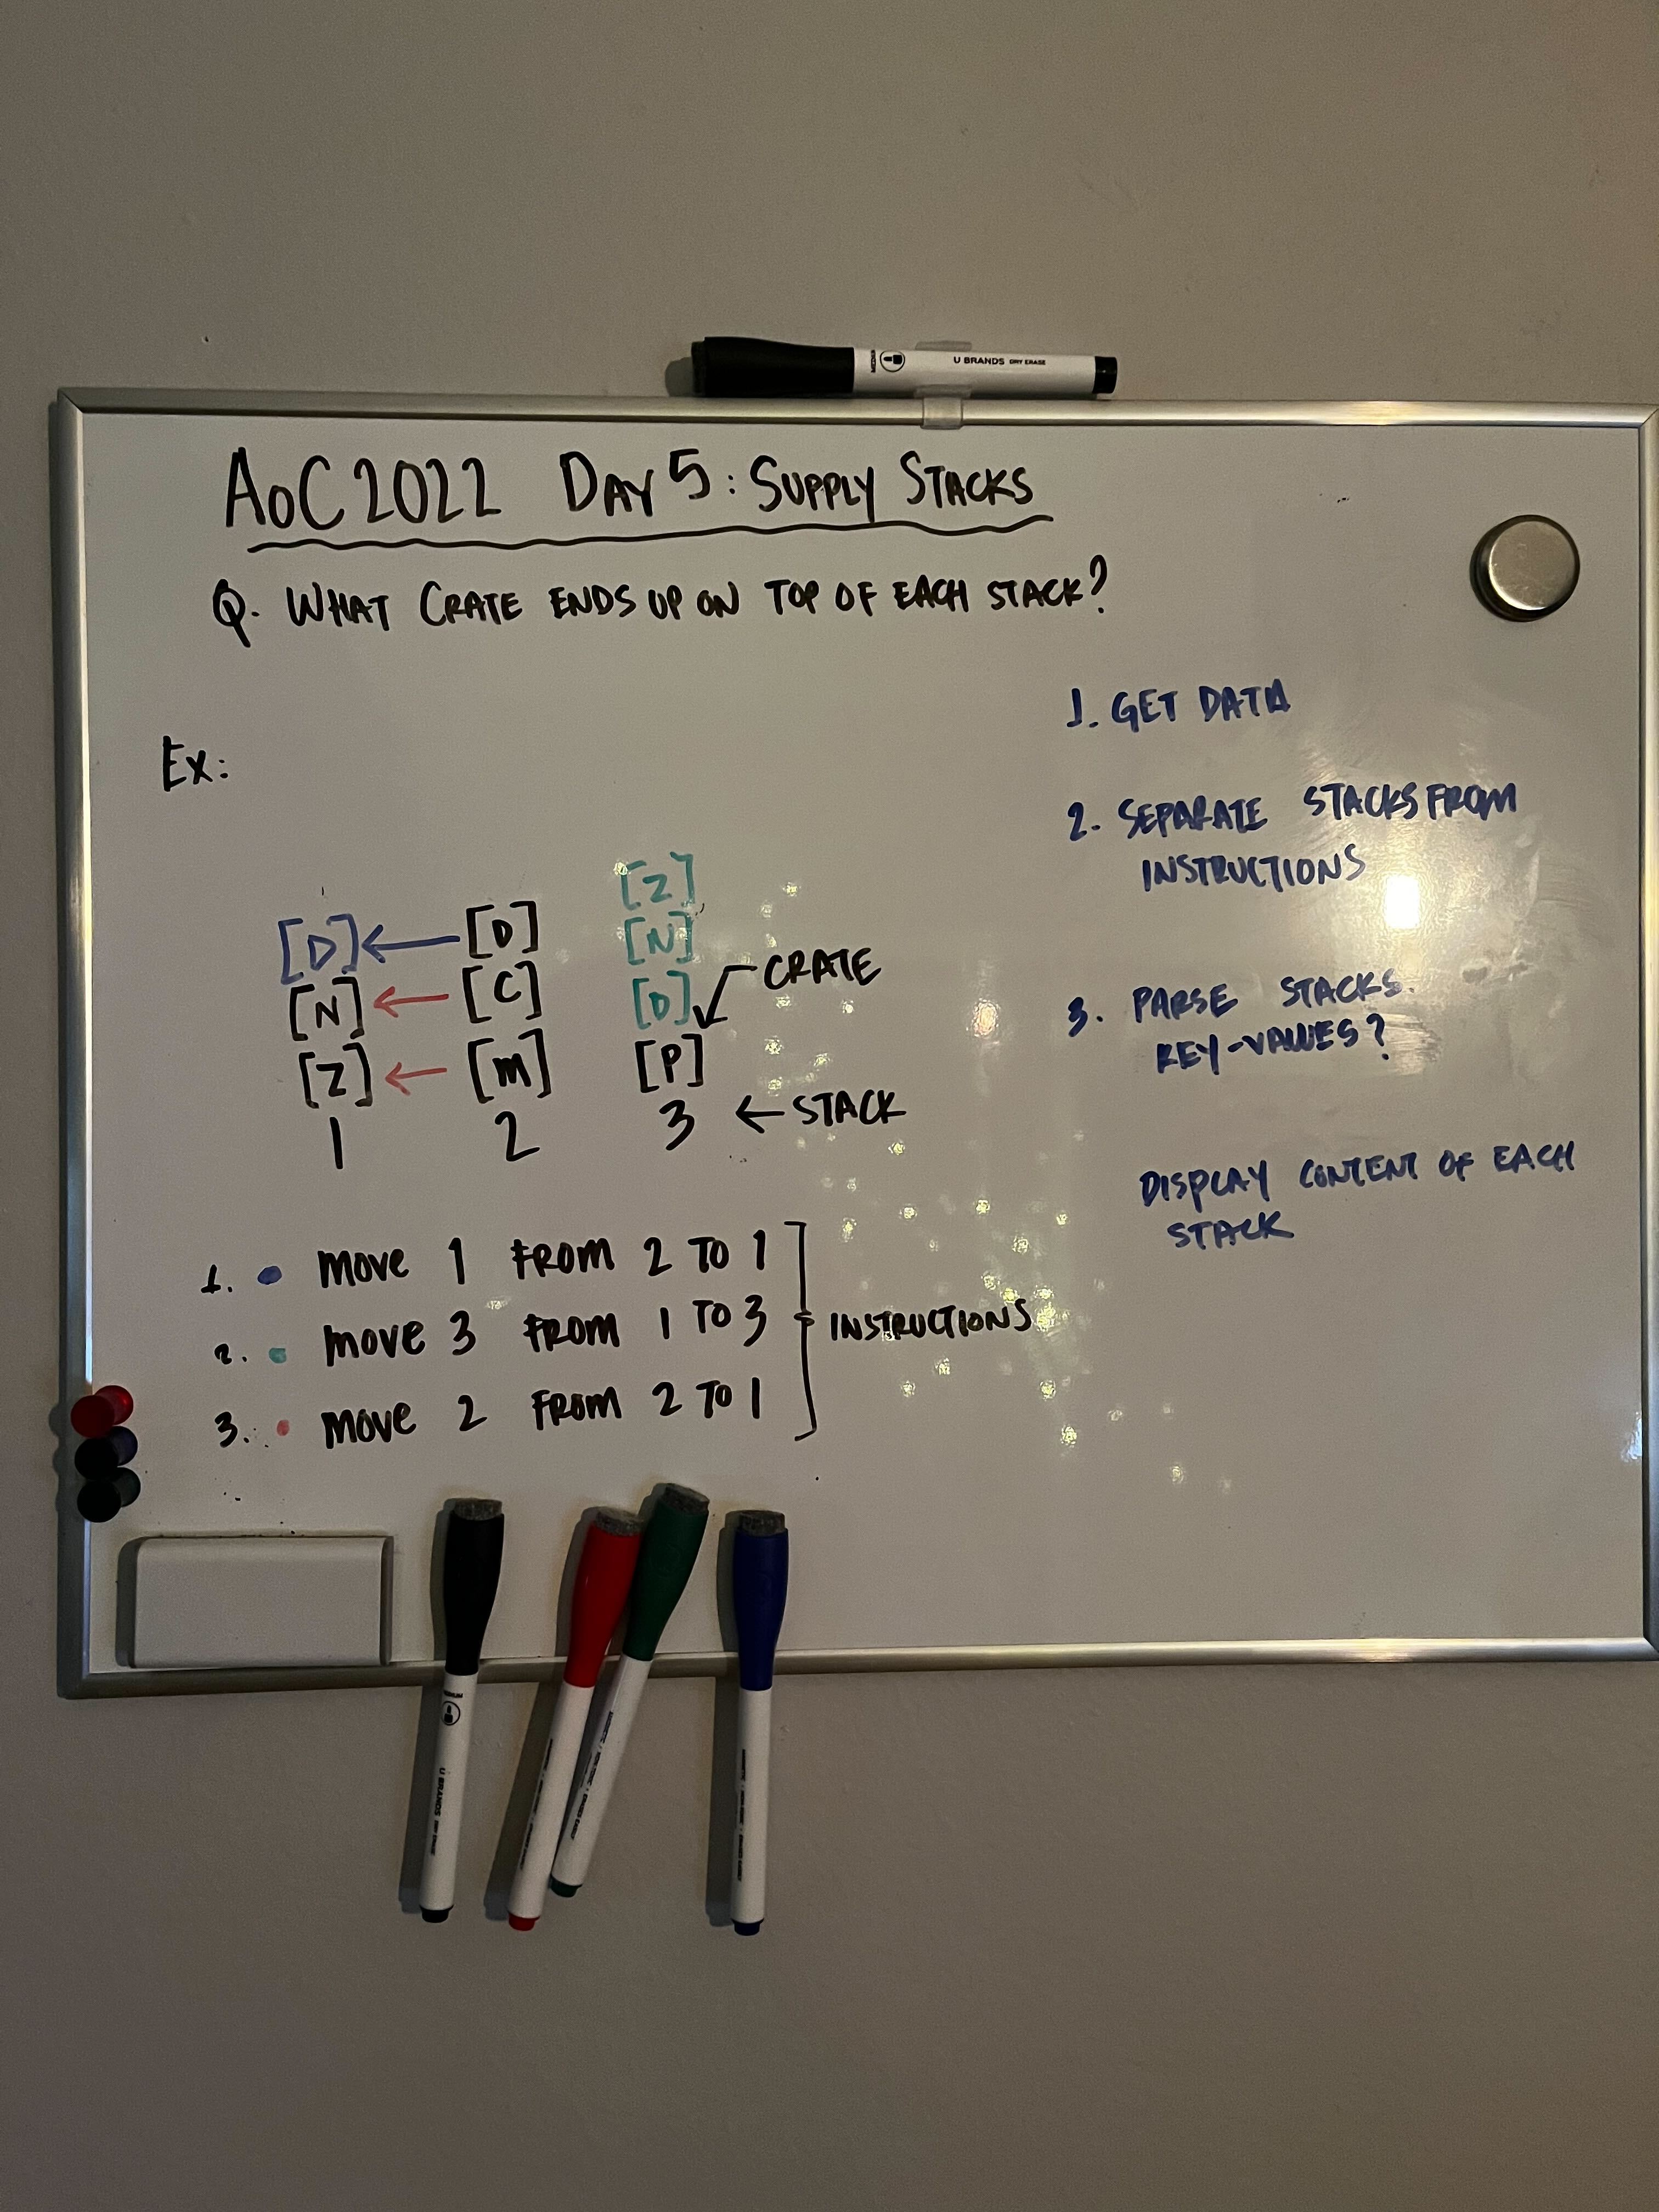 U BRANDS DRY ERASE
AoC 2022 DAY 5: SUPPLY STACKS
Q. WHAT CRATE ENDS UP ON TOP OF EACH STACK?
1. GET DATA
Ex:
2. SEPARATE STACKS FROM
INSTRUCTIONS
[Z]
[D] ← [D] [N]
CRATE
[N] ← [C] [D]
3. PARSE STACKS.
KEY-VALUES?
[Z] ← [M] [P]
1 2 3 ← STACK
DISPLAY CONTENT OF EACH
STACK
1. • MOVE 1 FROM 2 TO 1
2. • MOVE 3 FROM 1 TO 3
INSTRUCTIONS
3. • MOVE 2 FROM 2 TO 1
U BRANDS